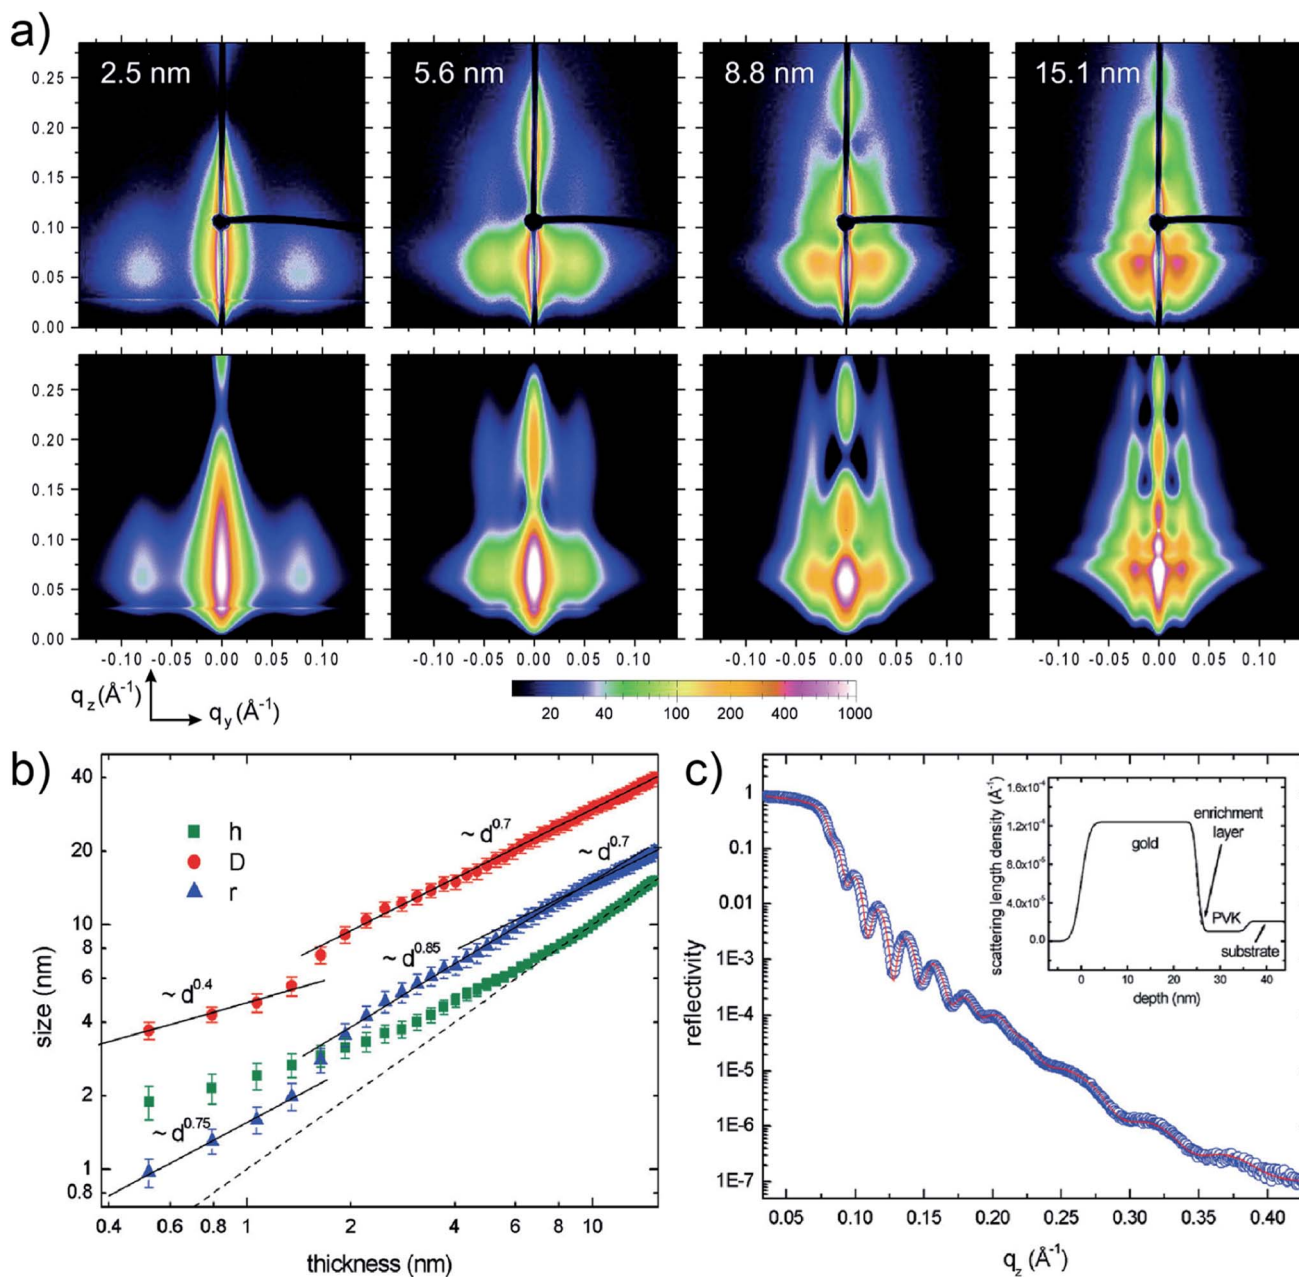 a)
2.5 nm
5.6 nm
8.8 nm
15.1 nm
0.25
0.20
0.15
0.10
0.05
0.00
0.25
0.20
0.15
0.10
0.05
0.00
-0.10 -0.05 0.00 0.05 0.10
-0.10 -0.05 0.00 0.05 0.10
-0.10 -0.05 0.00 0.05 0.10
-0.10 -0.05 0.00 0.05 0.10
q_z (Å⁻¹)
q_y (Å⁻¹)
20 40 100 200 400 1000
b)
size (nm)
40
20
10
8
6
4
2
1
0.8
h
D
r
~ d^0.7
~ d^0.7
~ d^0.85
~ d^0.4
~ d^0.75
0.4 0.6 0.8 1 2 4 6 8 10
thickness (nm)
c)
reflectivity
1
0.1
0.01
1E-3
1E-4
1E-5
1E-6
1E-7
0.05 0.10 0.15 0.20 0.25 0.30 0.35 0.40
q_z (Å⁻¹)
scattering length density (Å⁻¹)
1.6x10⁻⁴
1.2x10⁻⁴
8.0x10⁻⁵
4.0x10⁻⁵
0.0
gold
enrichment
layer
PVK
substrate
0 10 20 30 40
depth (nm)